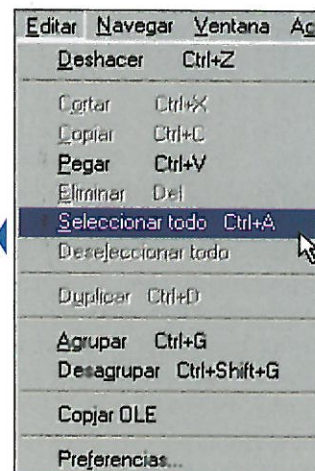 Editar Navegar Ventana
Deshacer Ctrl+Z
Cortar Ctrl+X
Copiar Ctrl+C
Pegar Ctrl+V
Eliminar Del
Seleccionar todo Ctrl+A
Deseleccionar todo
Duplicar Ctrl+D
Agrupar Ctrl+G
Desagrupar Ctrl+Shift+G
Copiar OLE
Preferencias...